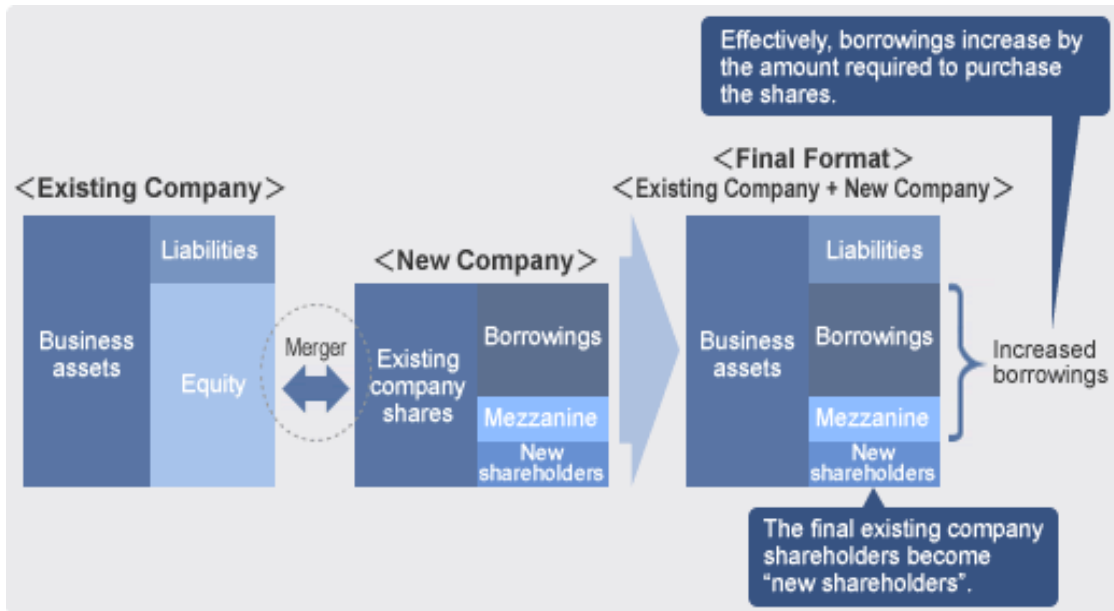 Effectively, borrowings increase by
the amount required to purchase
the shares.
<Existing Company>
Business
assets
Liabilities
Equity
Merger
<New Company>
Existing
company
shares
Borrowings
Mezzanine
New
shareholders
<Final Format>
<Existing Company + New Company>
Business
assets
Liabilities
Borrowings
Mezzanine
New
shareholders
Increased
borrowings
The final existing company
shareholders become
“new shareholders”.